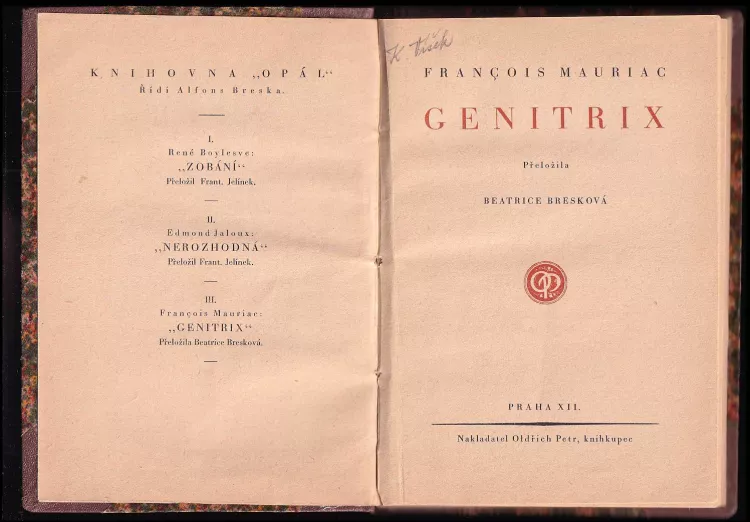 KNIHOVNA „OPÁL“
Řídí Alfons Breska.
I.
René Boylesve:
„ZOBÁNÍ“
Přeložil Frant. Jelínek.
II.
Edmond Jaloux:
„NEROZHODNÁ“
Přeložil Frant. Jelínek.
III.
François Mauriac:
„GENITRIX“
Přeložila Beatrice Bresková.
K.
FRANÇOIS MAURIAC
GENITRIX
Přeložila
BEATRICE BRESKOVÁ
PRAHA XII.
Nakladatel Oldřich Petr, knihkupec